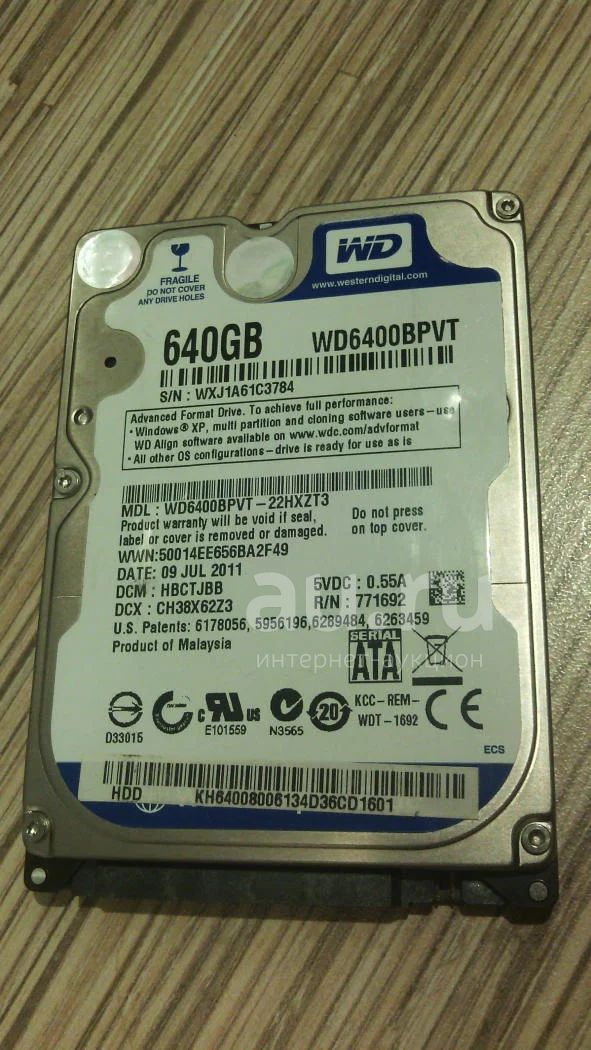 WD
www.westerndigital.com
FRAGILE
DO NOT COVER
ANY DRIVE HOLES
640GB WD6400BPVT
S/N : WXJ1A61C3784
Advanced Format Drive. To achieve full performance:
• Windows® XP, multi partition and cloning software users – use
WD Align software available on www.wdc.com/advformat
• All other OS configurations – drive is ready for use as is
MDL : WD6400BPVT-22HXZT3
Product warranty will be void if seal,
label or cover is removed or damaged.
Do not press
on top cover.
WWN:50014EE656BA2F49
DATE: 09 JUL 2011
DCM : HBCTJBB
5VDC : 0.55A
DCX : CH38X62Z3
R/N : 771692
U.S. Patents: 6178056, 5956196,6289484, 6263459
Product of Malaysia
SERIAL
ATA
au.ru
интернет-аукцион
D33015
c RU US
E101559
N3565
20
KCC-REM-
WDT-1692
CE
ECS
HDD KH64008006134D36CD1601